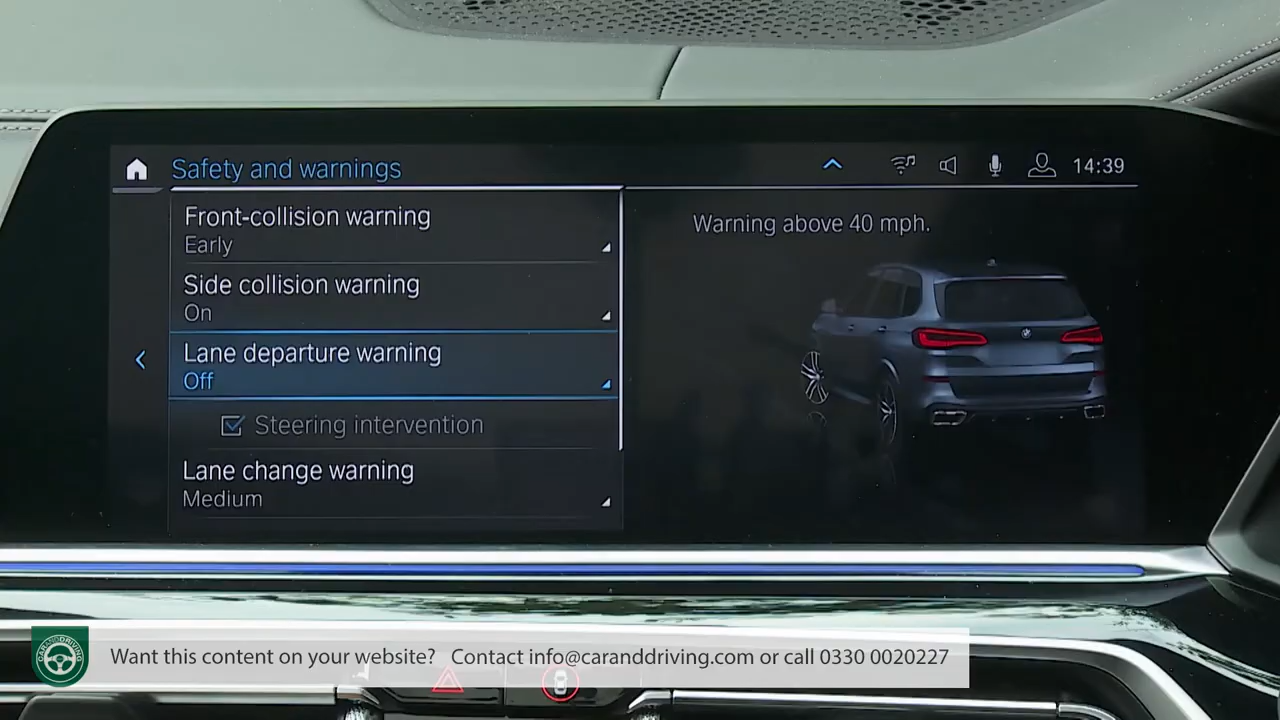 Safety and warnings
14:39
Front-collision warning
Early
Side collision warning
On
Lane departure warning
Off
Steering intervention
Lane change warning
Medium
Warning above 40 mph.
CARANDDRIVING
Want this content on your website? Contact info@caranddriving.com or call 0330 0020227